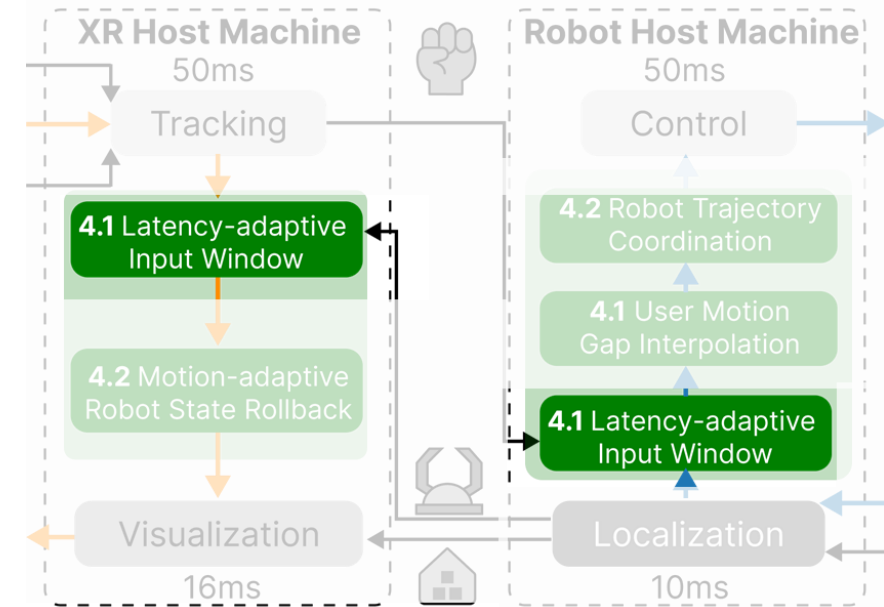 XR Host Machine
50ms
Tracking
4.1 Latency-adaptive
Input Window
4.2 Motion-adaptive
Robot State Rollback
Visualization
16ms
Robot Host Machine
50ms
Control
4.2 Robot Trajectory
Coordination
4.1 User Motion
Gap Interpolation
4.1 Latency-adaptive
Input Window
Localization
10ms